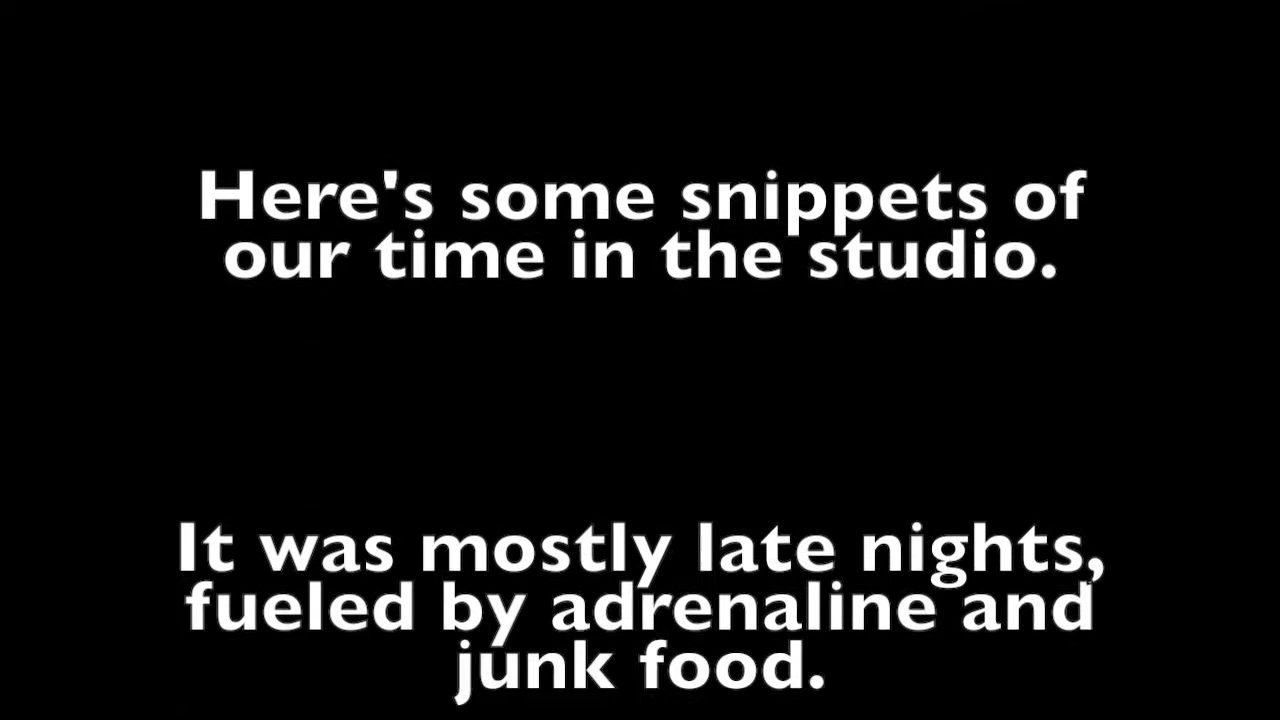 Here's some snippets of
our time in the studio.
It was mostly late nights,
fueled by adrenaline and
junk food.